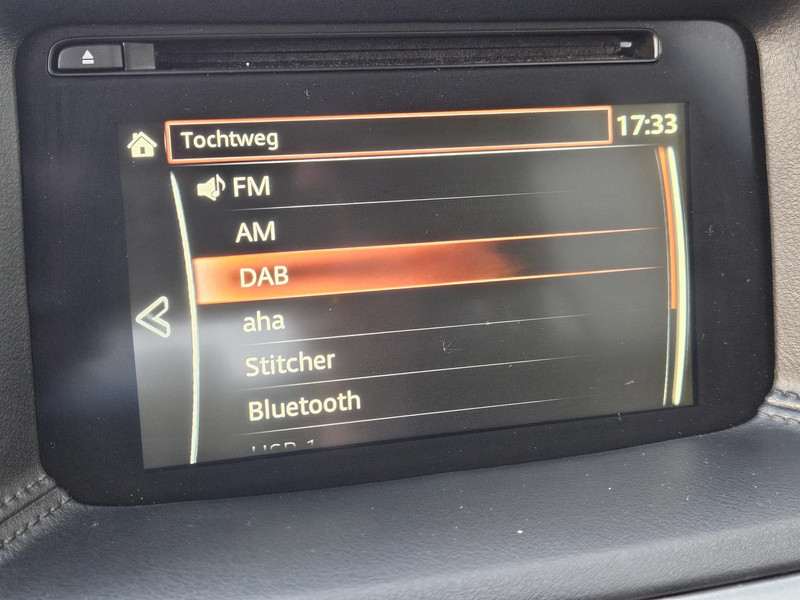 Tochtweg
17:33
FM
AM
DAB
aha
Stitcher
Bluetooth